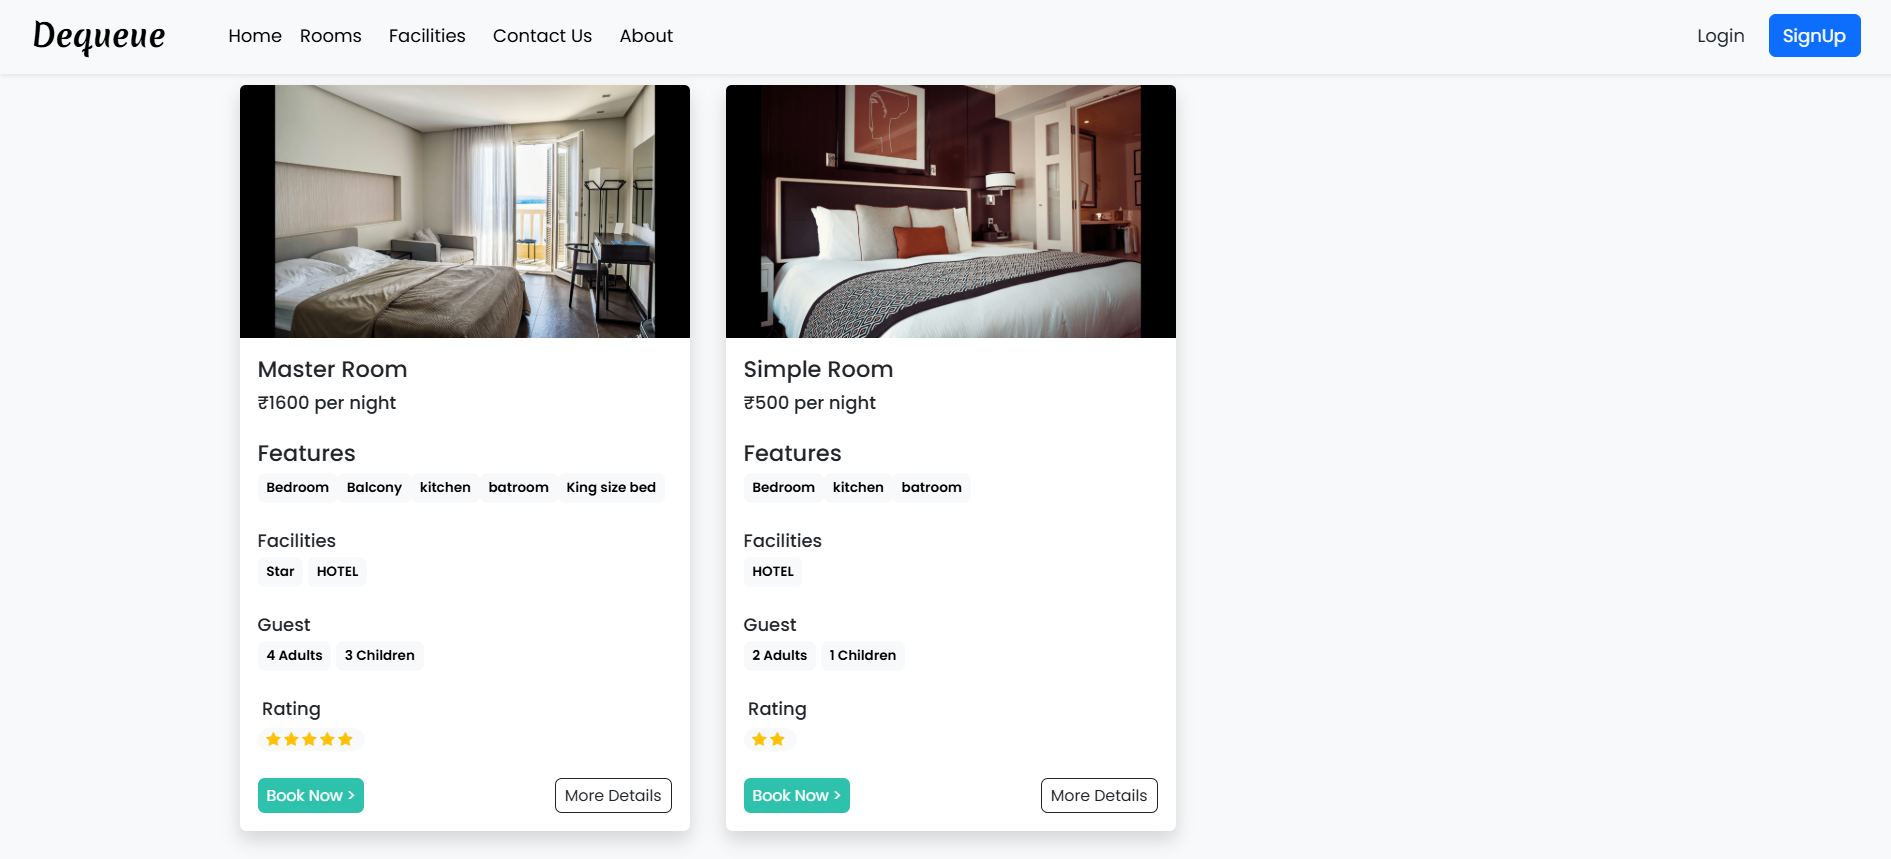 Dequeue Home Rooms Facilities Contact Us About Login SignUp
Master Room
₹1600 per night
Features
Bedroom Balcony kitchen batroom King size bed
Facilities
Star HOTEL
Guest
4 Adults 3 Children
Rating
Book Now > More Details
Simple Room
₹500 per night
Features
Bedroom kitchen batroom
Facilities
HOTEL
Guest
2 Adults 1 Children
Rating
Book Now > More Details